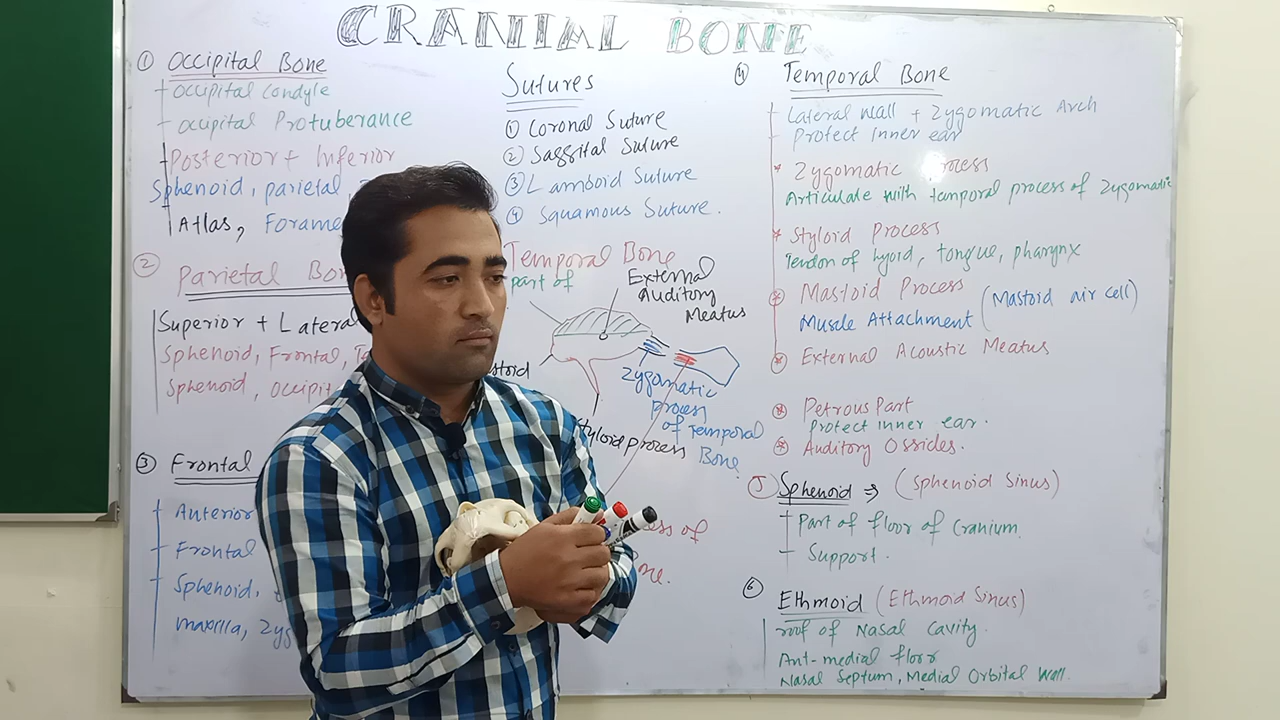 CRANIAL BONE
① Occipital Bone
Occipital Condyle
Occipital Protuberance
Posterior + Inferior
Sphenoid, parietal,
Atlas, Forame
② Parietal Bon
Superior + Lateral
Sphenoid, Frontal,
Sphenoid, occipit
③ Frontal
Anterior
Frontal
Sphenoid,
maxilla, Zyg
Sutures
① Coronal Suture
② Saggital Suture
③ Lamboid Suture
④ Squamous Suture.
Temporal Bone
part of
External
Auditory
Meatus
stoid
Zygomatic
process
of Temporal
Bone
Styloid process
ess of
ne.
④ Temporal Bone
Lateral Wall + Zygomatic Arch
Protect Inner ear
* Zygomatic Process
Articulate with temporal process of Zygomatic
* Styloid Process
Tendon of hyoid, tongue, pharynx
* Mastoid Process
Muscle Attachment (Mastoid air cell)
* External Acoustic Meatus
* Petrous Part
Protect inner ear.
* Auditory Ossicles.
⑤ Sphenoid ⇒ (Sphenoid Sinus)
Part of floor of Cranium.
Support.
⑥ Ethmoid (Ethmoid Sinus)
roof of Nasal Cavity.
Ant-medial floor
Nasal Septum, Medial Orbital Wall.